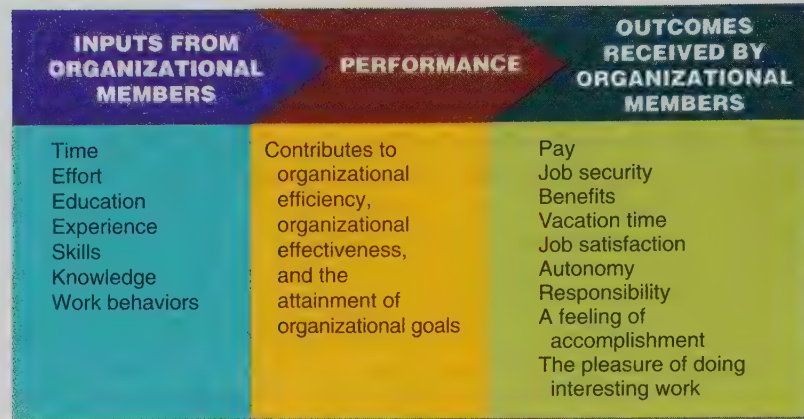 INPUTS FROM
ORGANIZATIONAL
MEMBERS
PERFORMANCE
OUTCOMES
RECEIVED BY
ORGANIZATIONAL
MEMBERS
Time
Effort
Education
Experience
Skills
Knowledge
Work behaviors
Contributes to
organizational
efficiency,
organizational
effectiveness,
and the
attainment of
organizational goals
Pay
Job security
Benefits
Vacation time
Job satisfaction
Autonomy
Responsibility
A feeling of
accomplishment
The pleasure of doing
interesting work